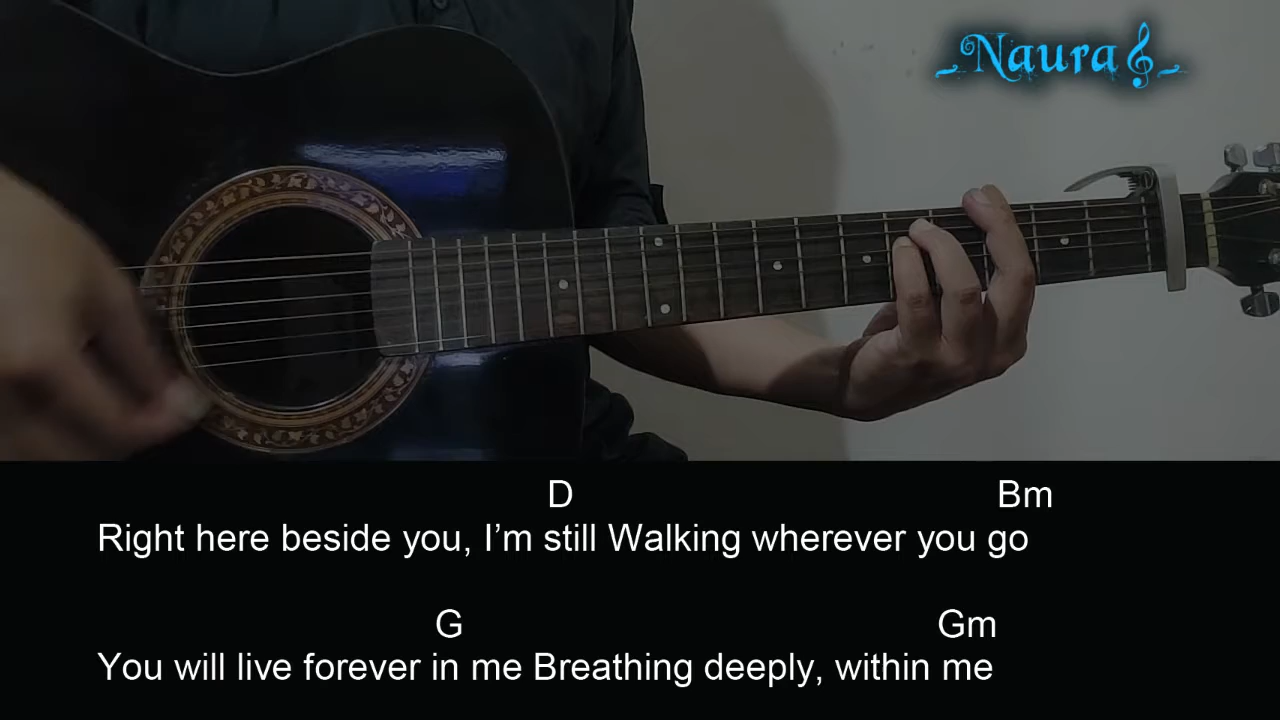 Naura
D Bm
Right here beside you, I’m still Walking wherever you go
G Gm
You will live forever in me Breathing deeply, within me